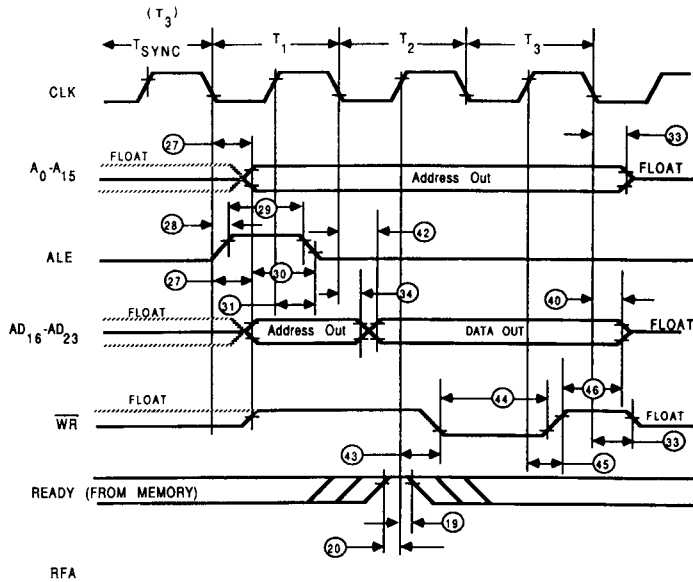 (T3)
TSYNC T1 T2 T3
CLK
27 33
FLOAT FLOAT
A0-A15 Address Out
28 29 42
ALE
27 30
31 34 40
FLOAT FLOAT
AD16-AD23 Address Out DATA OUT
44 46
FLOAT FLOAT
WR
43 45 33
READY (FROM MEMORY)
19
20
RFA